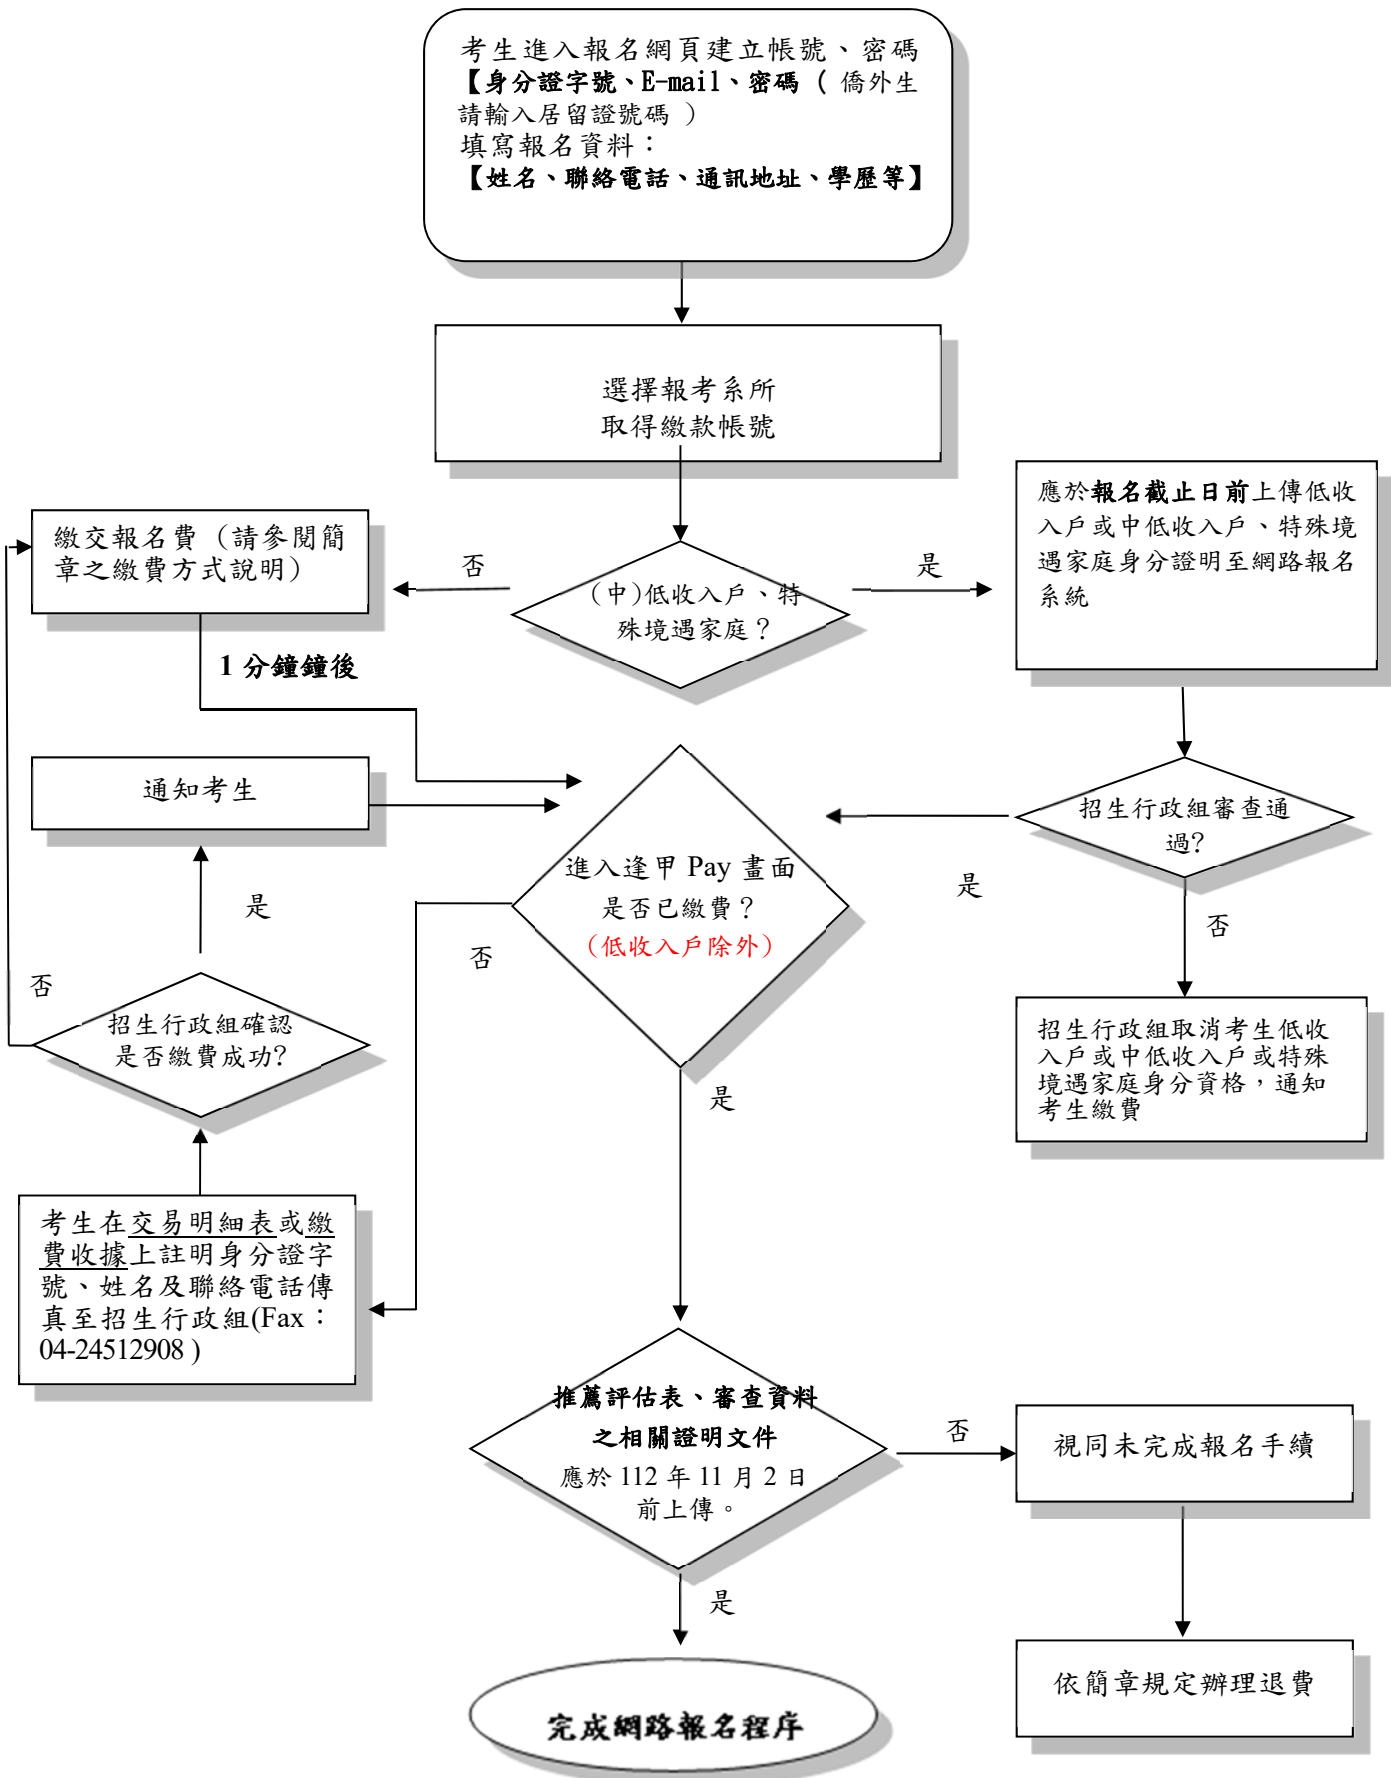 考生進入報名網頁建立帳號、密碼
【身分證字號、E-mail、密碼（ 僑外生
請輸入居留證號碼 ）
填寫報名資料：
【姓名、聯絡電話、通訊地址、學歷等】
選擇報考系所
取得繳款帳號
（中)低收入戶、特
殊境遇家庭？
否
是
繳交報名費（請參閱簡
章之繳費方式說明）
1 分鐘鐘後
應於報名截止日前上傳低收
入戶或中低收入戶、特殊境
遇家庭身分證明至網路報名
系統
招生行政組審查通
過?
是
否
招生行政組取消考生低收
入戶或中低收入戶或特殊
境遇家庭身分資格，通知
考生繳費
通知考生
進入逢甲 Pay 畫面
是否已繳費？
（低收入戶除外）
否
是
是
否
招生行政組確認
是否繳費成功?
考生在交易明細表或繳
費收據上註明身分證字
號、姓名及聯絡電話傳
真至招生行政組(Fax：
04-24512908 )
推薦評估表、審查資料
之相關證明文件
應於 112 年 11 月 2 日
前上傳。
否
視同未完成報名手續
是
依簡章規定辦理退費
完成網路報名程序